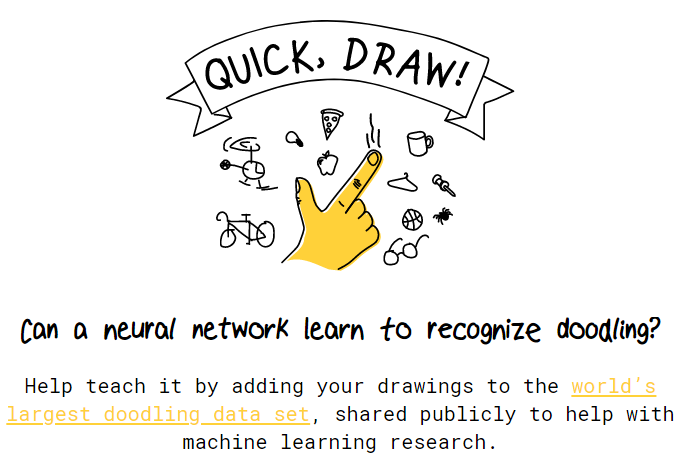 QUICK, DRAW!
Can a neural network learn to recognize doodling?
Help teach it by adding your drawings to the world's
largest doodling data set, shared publicly to help with
machine learning research.